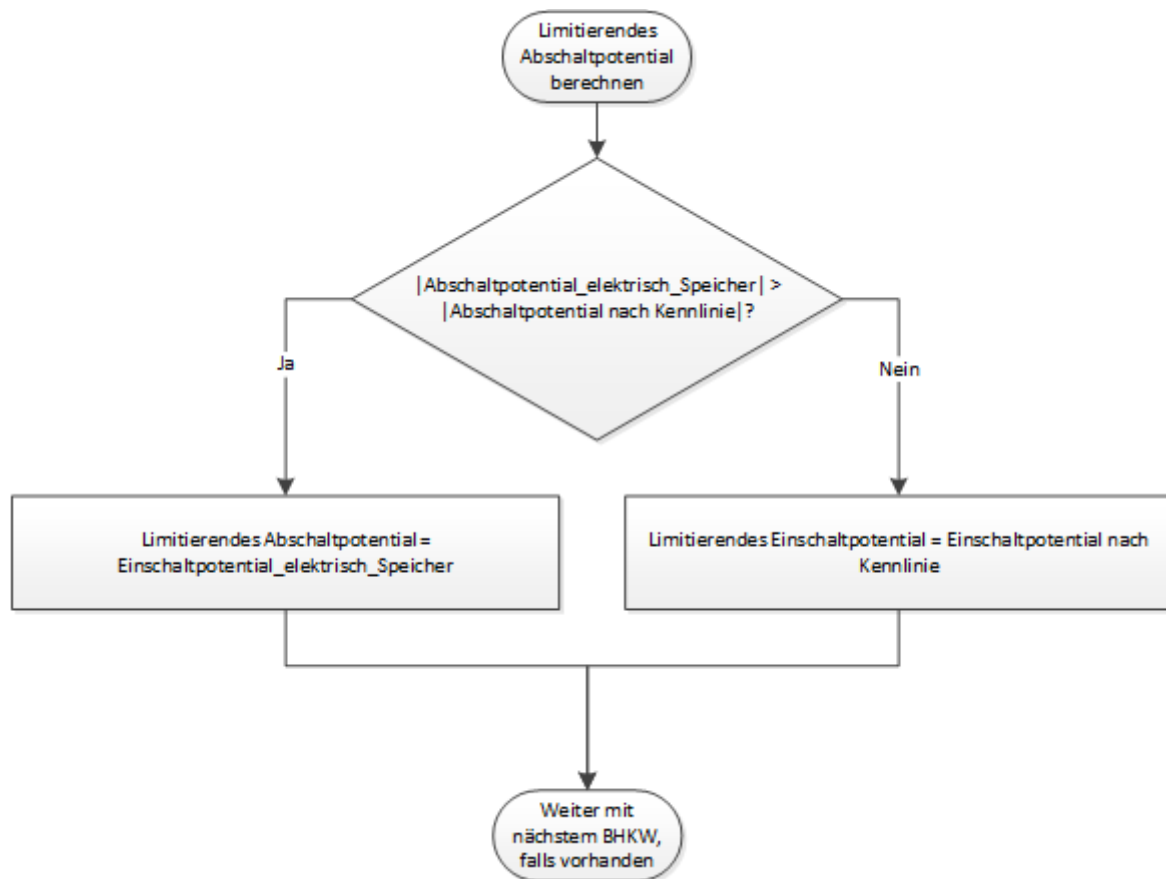 Limitierendes
Abschaltpotential
berechnen
|Abschaltpotential_elektrisch_Speicher| >
|Abschaltpotential nach Kennlinie|?
Ja
Nein
Limitierendes Abschaltpotential =
Einschaltpotential_elektrisch_Speicher
Limitierendes Einschaltpotential = Einschaltpotential nach
Kennlinie
Weiter mit
nächstem BHKW,
falls vorhanden